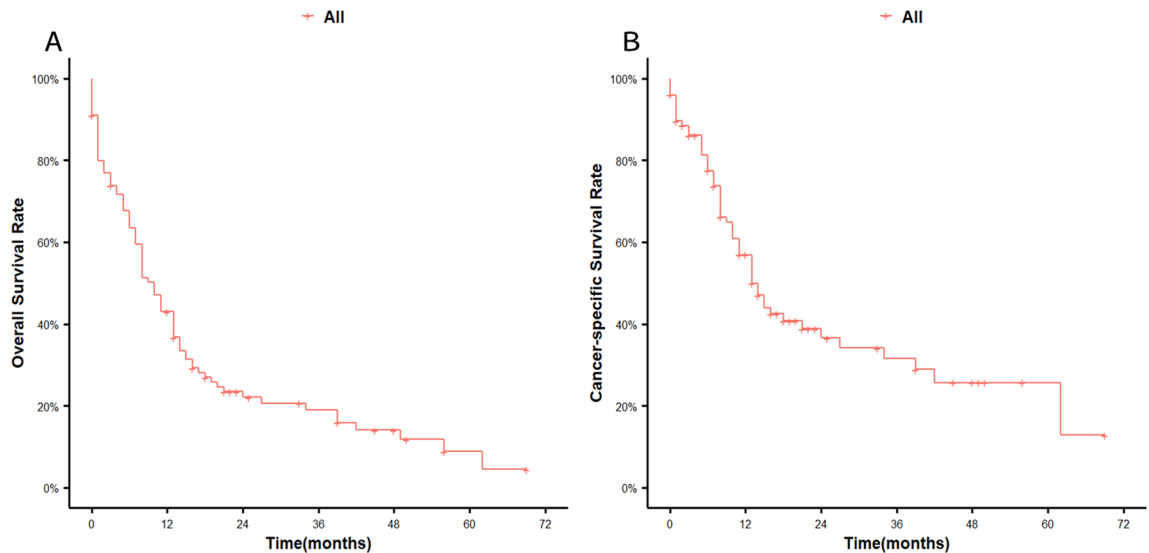 All
A
Overall Survival Rate
100%
80%
60%
40%
20%
0%
0 12 24 36 48 60 72
Time(months)
All
B
Cancer-specific Survival Rate
100%
80%
60%
40%
20%
0%
0 12 24 36 48 60 72
Time(months)